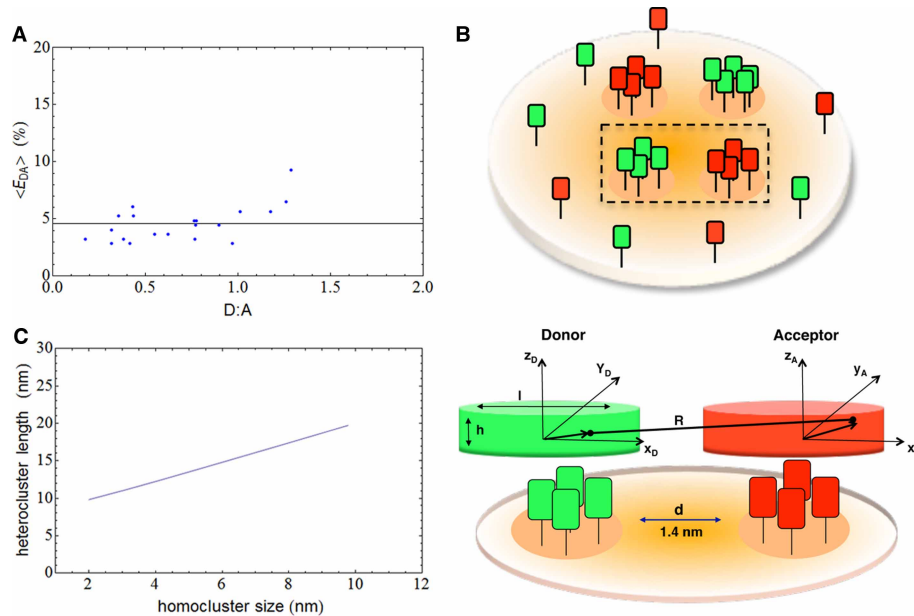 A
20
15
10
5
0
<E_DA> (%)
0.0 0.5 1.0 1.5 2.0
D:A
B
C
30
25
20
15
10
5
0
heterocluster length (nm)
2 4 6 8 10 12
homocluster size (nm)
Donor
Acceptor
z_D
Y_D
l
h
x_D
R
z_A
y_A
x
d
1.4 nm